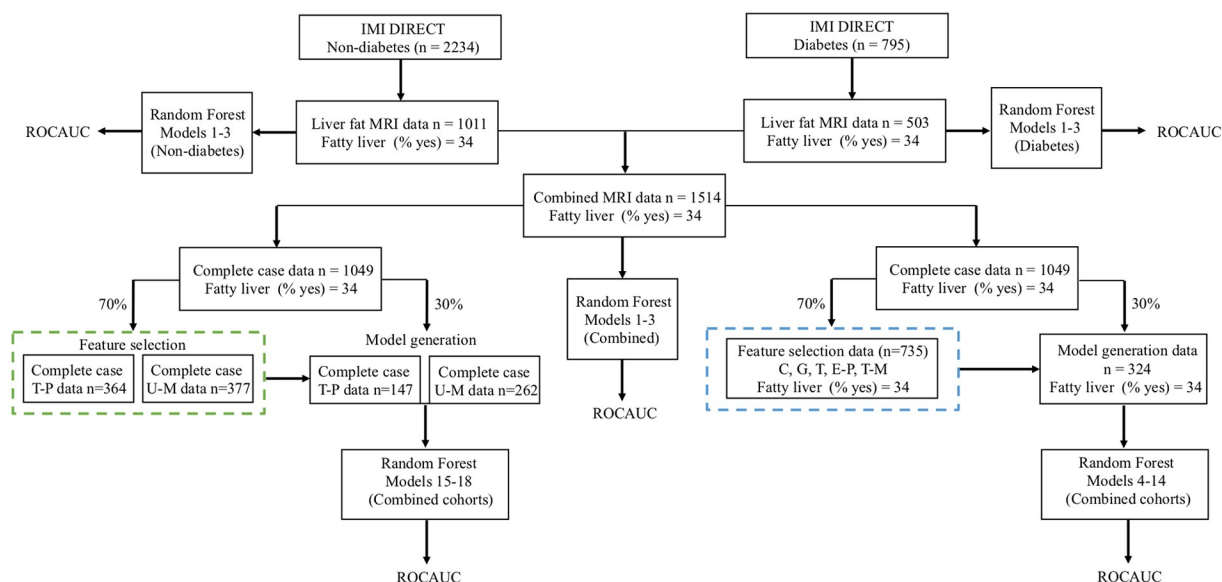 IMI DIRECT
Non-diabetes (n = 2234)
IMI DIRECT
Diabetes (n = 795)
ROCAUC
Random Forest
Models 1-3
(Non-diabetes)
Liver fat MRI data n = 1011
Fatty liver (% yes) = 34
Liver fat MRI data n = 503
Fatty liver (% yes) = 34
Random Forest
Models 1-3
(Diabetes)
ROCAUC
Combined MRI data n = 1514
Fatty liver (% yes) = 34
Complete case data n = 1049
Fatty liver (% yes) = 34
70%
30%
Random Forest
Models 1-3
(Combined)
ROCAUC
Complete case data n = 1049
Fatty liver (% yes) = 34
70%
30%
Feature selection
Complete case
T-P data n=364
Complete case
U-M data n=377
Model generation
Complete case
T-P data n=147
Complete case
U-M data n=262
Feature selection data (n=735)
C, G, T, E-P, T-M
Fatty liver (% yes) = 34
Model generation data
n = 324
Fatty liver (% yes) = 34
Random Forest
Models 15-18
(Combined cohorts)
ROCAUC
Random Forest
Models 4-14
(Combined cohorts)
ROCAUC